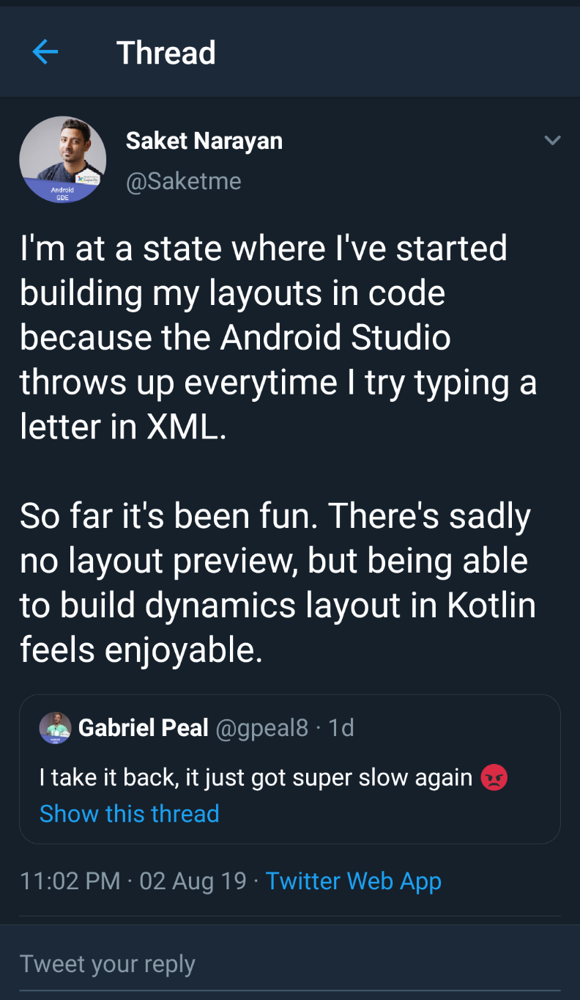 Thread
Saket Narayan
@Saketme
Android
GDE
I'm at a state where I've started
building my layouts in code
because the Android Studio
throws up everytime I try typing a
letter in XML.
So far it's been fun. There's sadly
no layout preview, but being able
to build dynamics layout in Kotlin
feels enjoyable.
Gabriel Peal @gpeal8 · 1d
I take it back, it just got super slow again 😡
Show this thread
11:02 PM · 02 Aug 19 · Twitter Web App
Tweet your reply